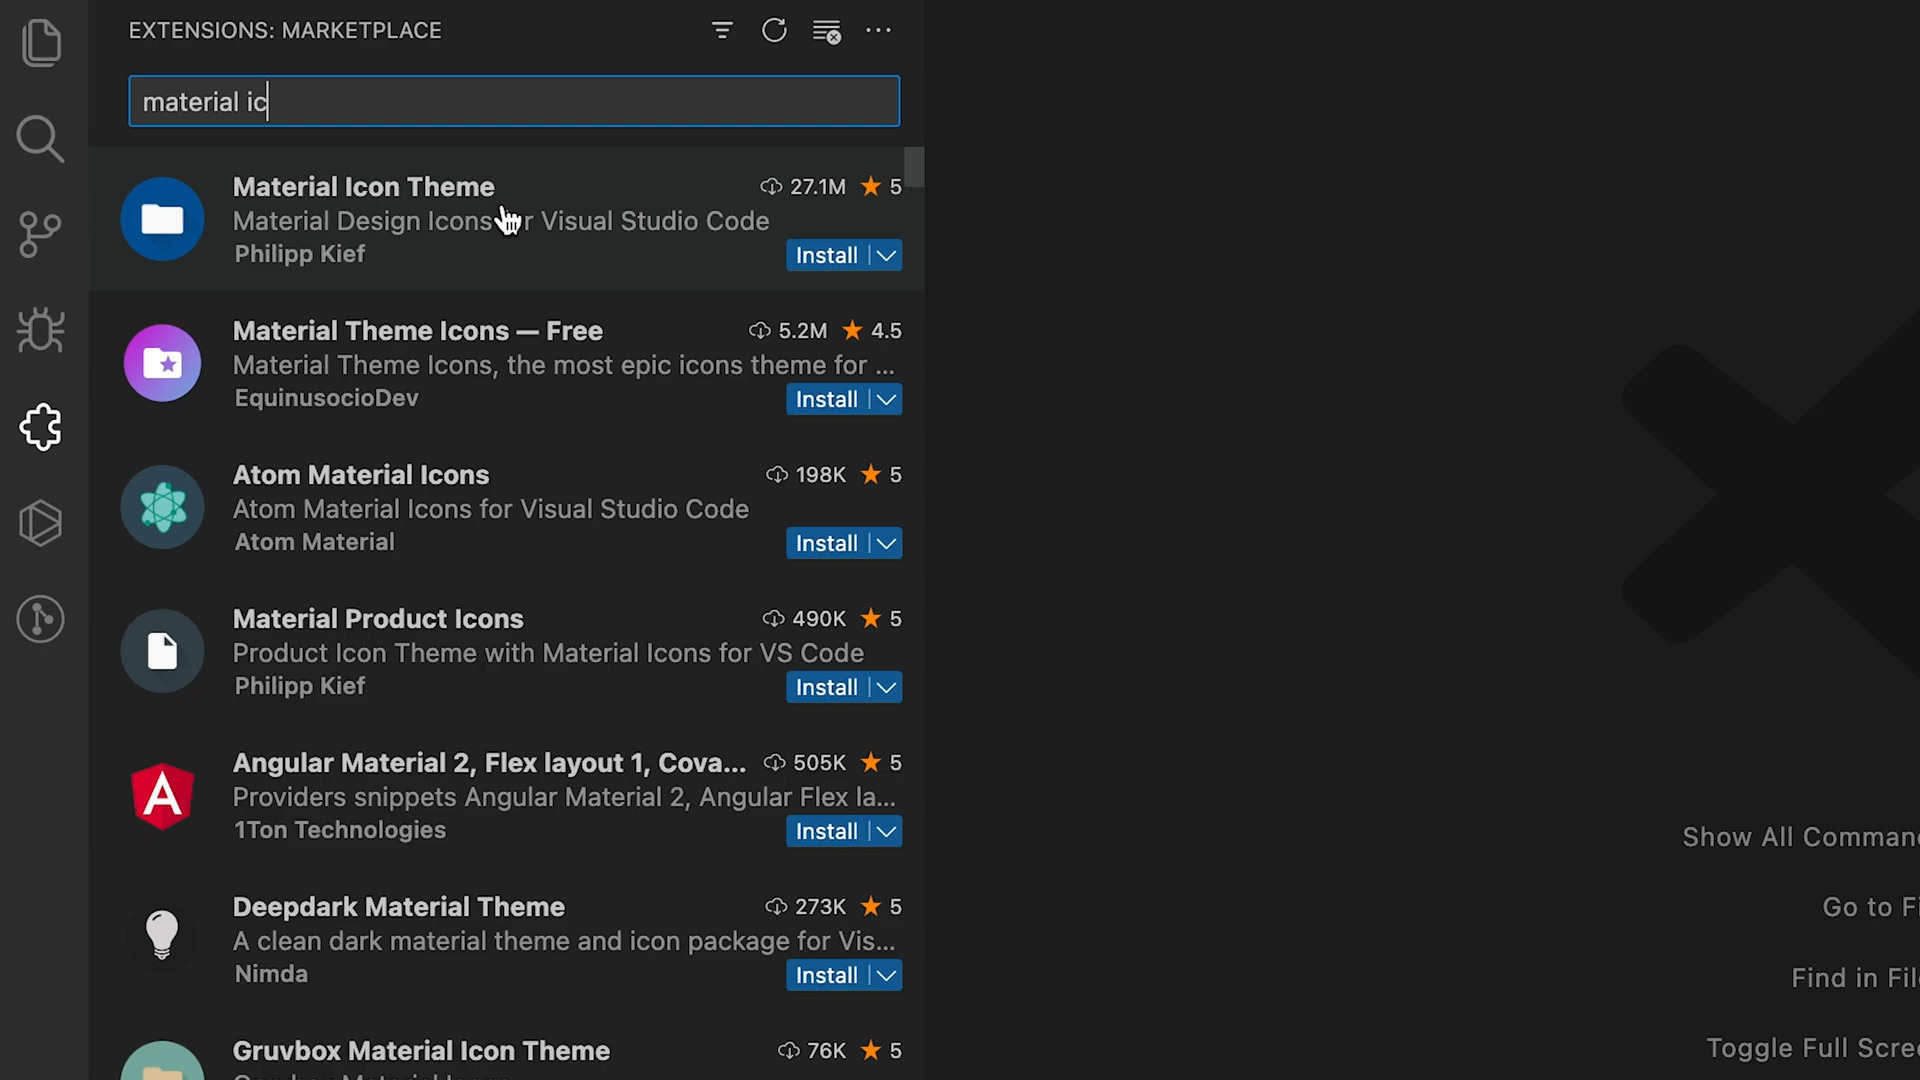 EXTENSIONS: MARKETPLACE
material ic
Material Icon Theme 27.1M 5
Material Design Icons r Visual Studio Code
Philipp Kief Install
Material Theme Icons — Free 5.2M 4.5
Material Theme Icons, the most epic icons theme for ...
EquinusocioDev Install
Atom Material Icons 198K 5
Atom Material Icons for Visual Studio Code
Atom Material Install
Material Product Icons 490K 5
Product Icon Theme with Material Icons for VS Code
Philipp Kief Install
Angular Material 2, Flex layout 1, Cova... 505K 5
Providers snippets Angular Material 2, Angular Flex la...
1Ton Technologies Install
Deepdark Material Theme 273K 5
A clean dark material theme and icon package for Vis...
Nimda Install
Gruvbox Material Icon Theme 76K 5
Show All Comman
Go to Fi
Find in File
Toggle Full Scre